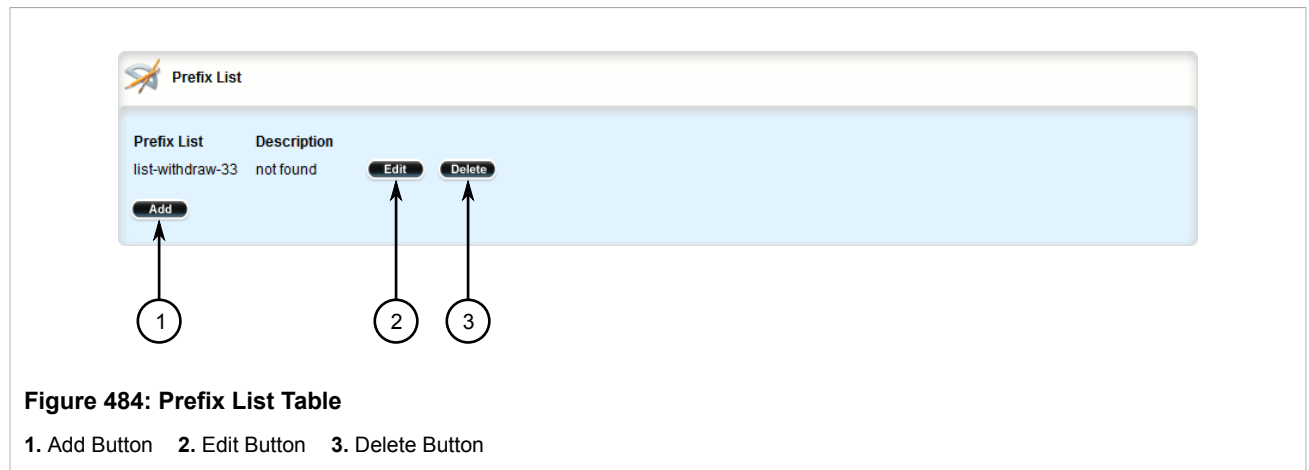 Prefix List
Prefix List Description
list-withdraw-33 not found Edit Delete
Add
1 2 3
Figure 484: Prefix List Table
1. Add Button 2. Edit Button 3. Delete Button